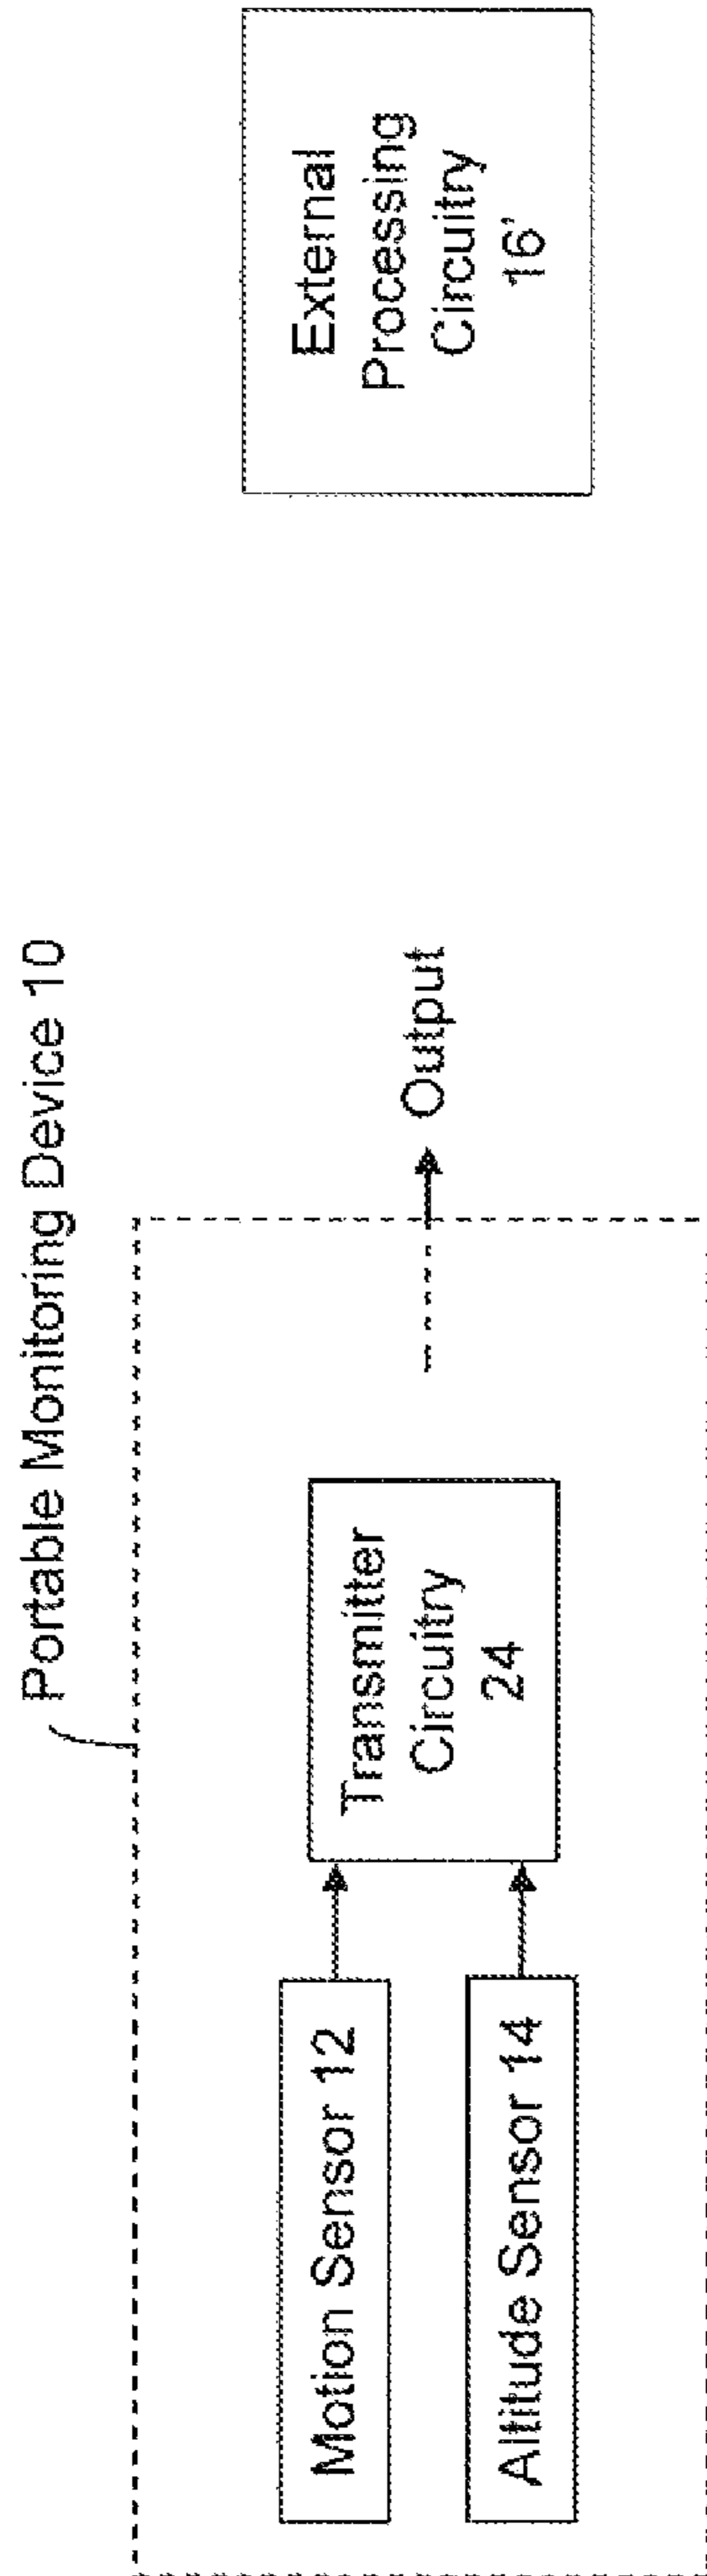 Portable Monitoring Device 10
Motion Sensor 12
Altitude Sensor 14
Transmitter
Circuitry
24
Output
External
Processing
Circuitry
16'